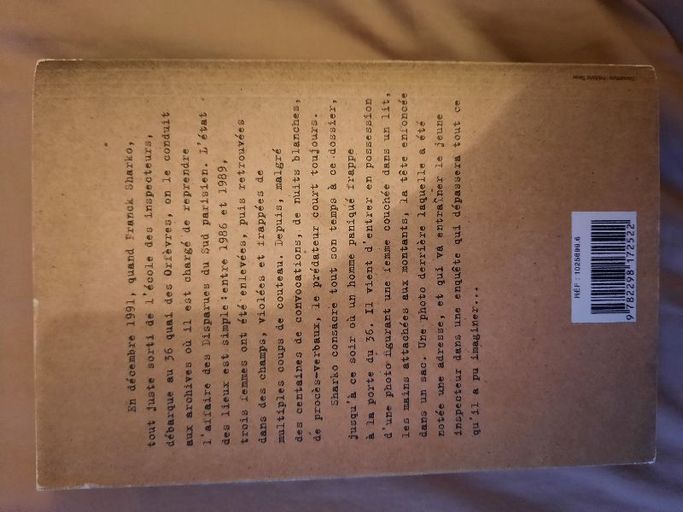 En décembre 1991, quand Franck Sharko,
tout juste sorti de l'école des inspecteurs,
débarque au 36 quai des Orfèvres, on le conduit
aux archives où il est chargé de reprendre
l'affaire des Disparues du Sud parisien. L'état
des lieux est simple : entre 1986 et 1989,
trois femmes ont été enlevées, puis retrouvées
dans des champs, violées et frappées de
multiples coups de couteau. Depuis, malgré
des centaines de convocations, de nuits blanches,
de procès-verbaux, le prédateur court toujours.
Sharko consacre tout son temps à ce dossier,
jusqu'à ce soir où un homme paniqué frappe
à la porte du 36. Il vient d'entrer en possession
d'une photo figurant une femme couchée dans un lit,
les mains attachées aux montants, la tête enfoncée
dans un sac. Une photo derrière laquelle a été
notée une adresse, et qui va entraîner le jeune
inspecteur dans une enquête qui dépassera tout ce
qu'il a pu imaginer...
RÉF : 1025899.6
9782298172522